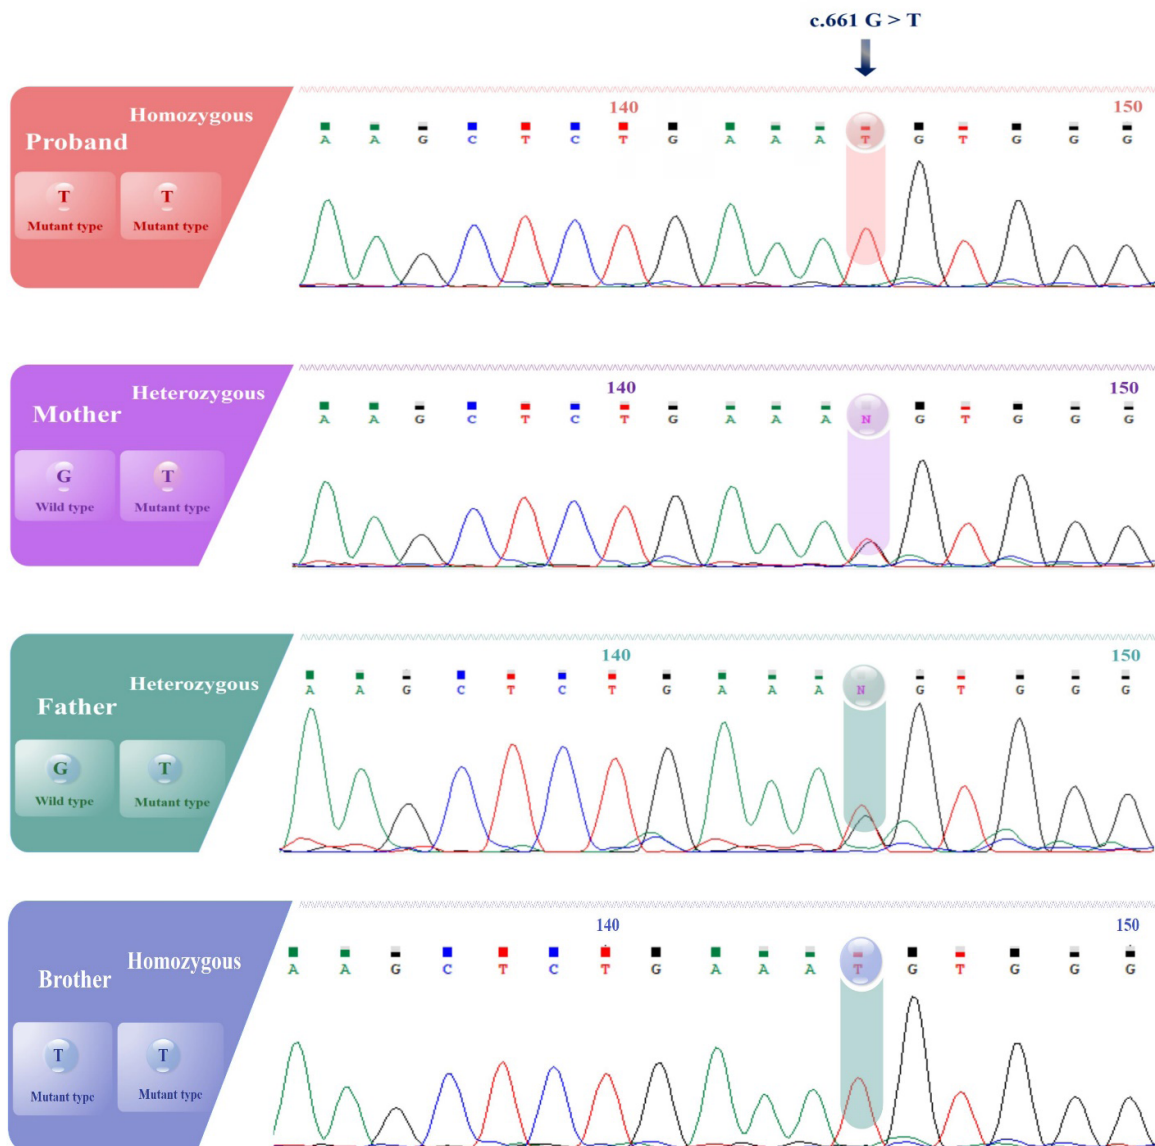 c.661 G > T
Homozygous
Proband
T T
Mutant type Mutant type
140 150
A A G C T C T G A A A T G T G G G
Heterozygous
Mother
G T
Wild type Mutant type
140 150
A A G C T C T G A A A N G T G G G
Heterozygous
Father
G T
Wild type Mutant type
140 150
A A G C T C T G A A A N G T G G G
Homozygous
Brother
T T
Mutant type Mutant type
140 150
A A G C T C T G A A A T G T G G G